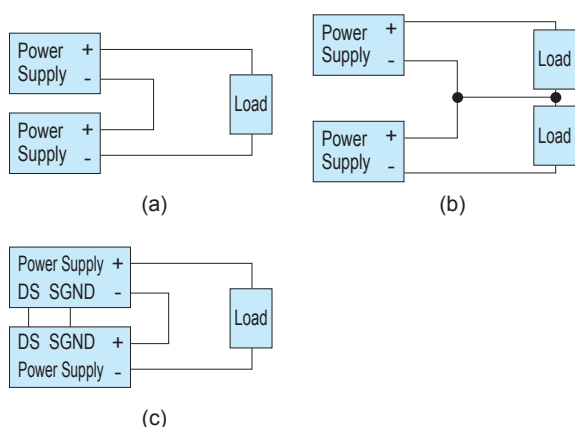 Power +
Supply -
Power +
Supply -
Load
(a)
Power +
Supply -
Power +
Supply -
Load
Load
(b)
Power Supply +
DS SGND -
DS SGND +
Power Supply -
Load
(c)